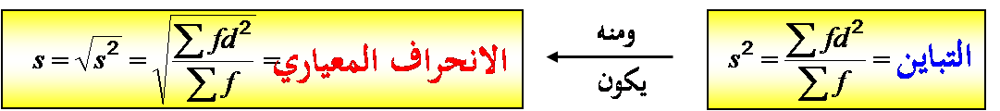 التباين = s² = ∑fd² / ∑f
ومنه
يكون
الانحراف المعياري = s = √s² = √(∑fd² / ∑f)